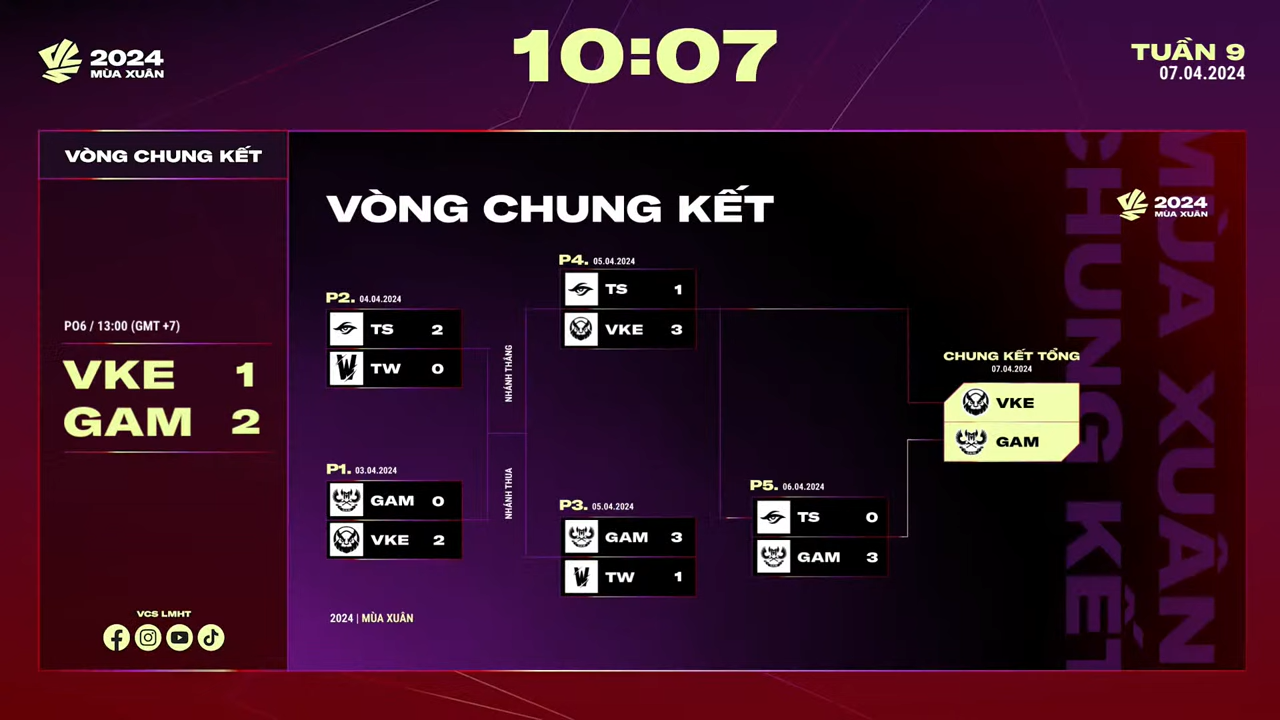 2024
MÙA XUÂN
10:07
TUẦN 9
07.04.2024
VÒNG CHUNG KẾT
PO6 / 13:00 (GMT +7)
VKE 1
GAM 2
VCS LMHT
VÒNG CHUNG KẾT
2024
MÙA XUÂN
MÙA XUÂN
CHUNG KẾT
P2. 04.04.2024
TS 2
TW 0
P1. 03.04.2024
GAM 0
VKE 2
NHÁNH THẮNG
NHÁNH THUA
P4. 05.04.2024
TS 1
VKE 3
P3. 05.04.2024
GAM 3
TW 1
P5. 06.04.2024
TS 0
GAM 3
CHUNG KẾT TỔNG
07.04.2024
VKE
GAM
2024 | MÙA XUÂN